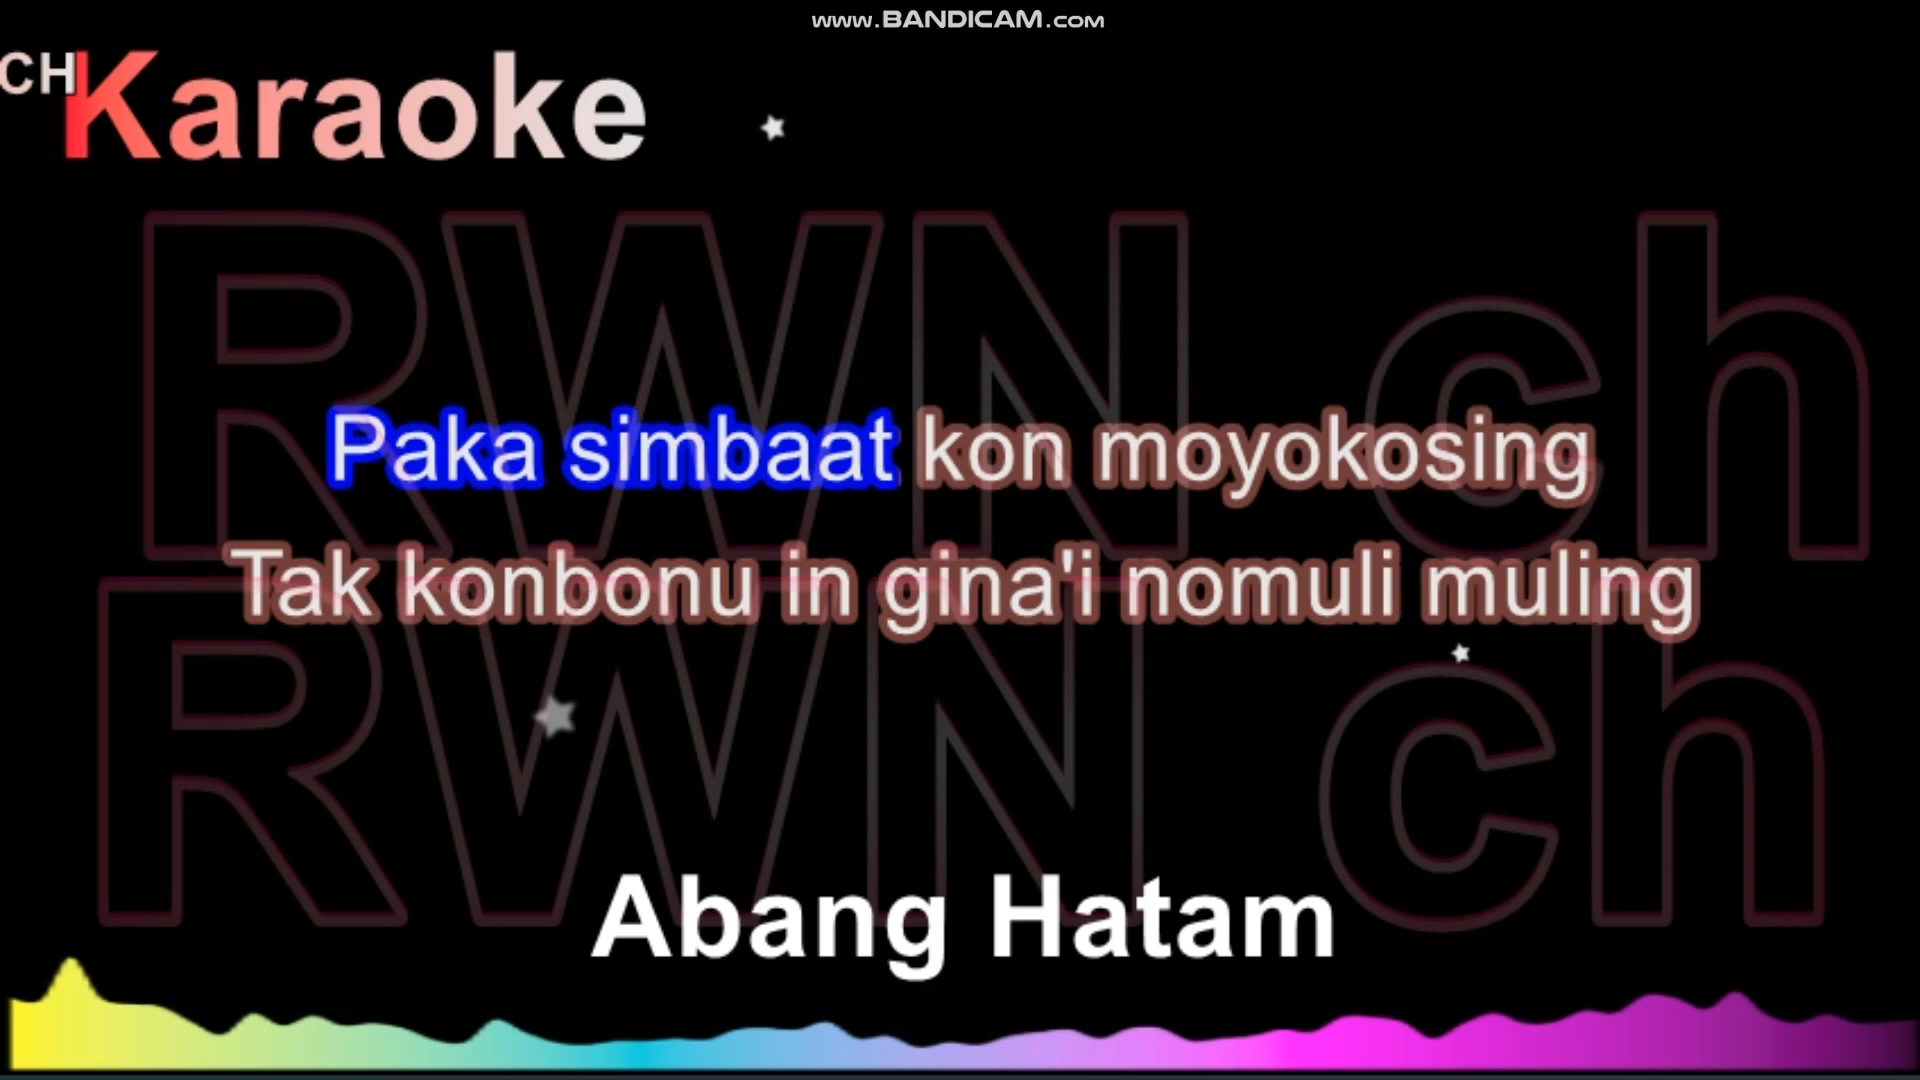 www.BANDICAM.com
CH Karaoke
RWN ch
Paka simbaat kon moyokosing
Tak konbonu in gina'i nomuli muling
RWN ch
Abang Hatam